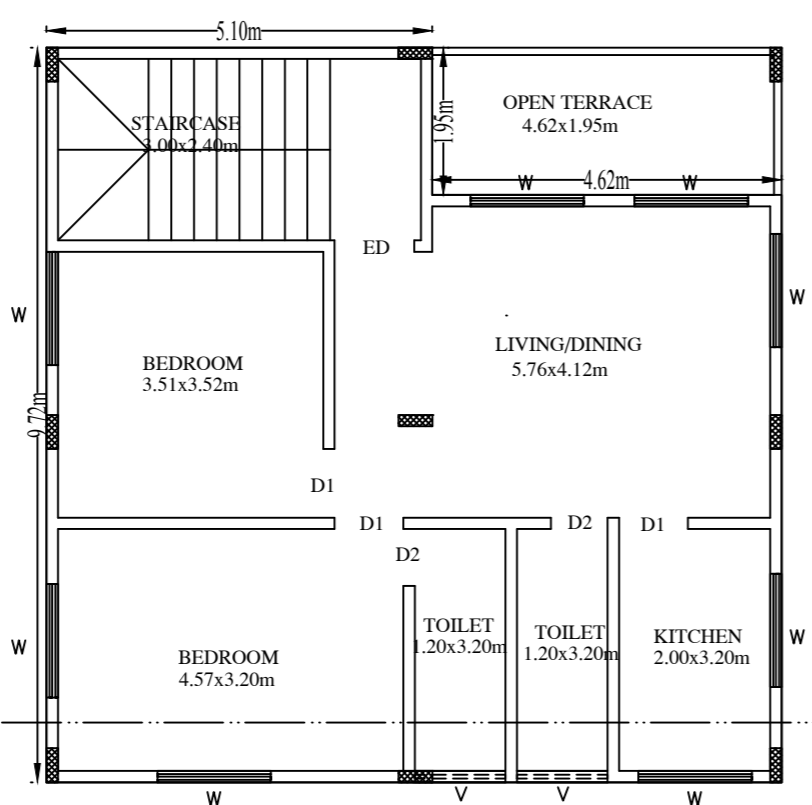 5.10m
STAIRCASE
3.00x2.40m
OPEN TERRACE
4.62x1.95m
1.95m
W
4.62m
W
ED
W
W
BEDROOM
3.51x3.52m
LIVING/DINING
5.76x4.12m
9.72m
D1
D1
D2
D1
D2
TOILET
1.20x3.20m
TOILET
1.20x3.20m
KITCHEN
2.00x3.20m
W
W
BEDROOM
4.57x3.20m
W
V
V
W